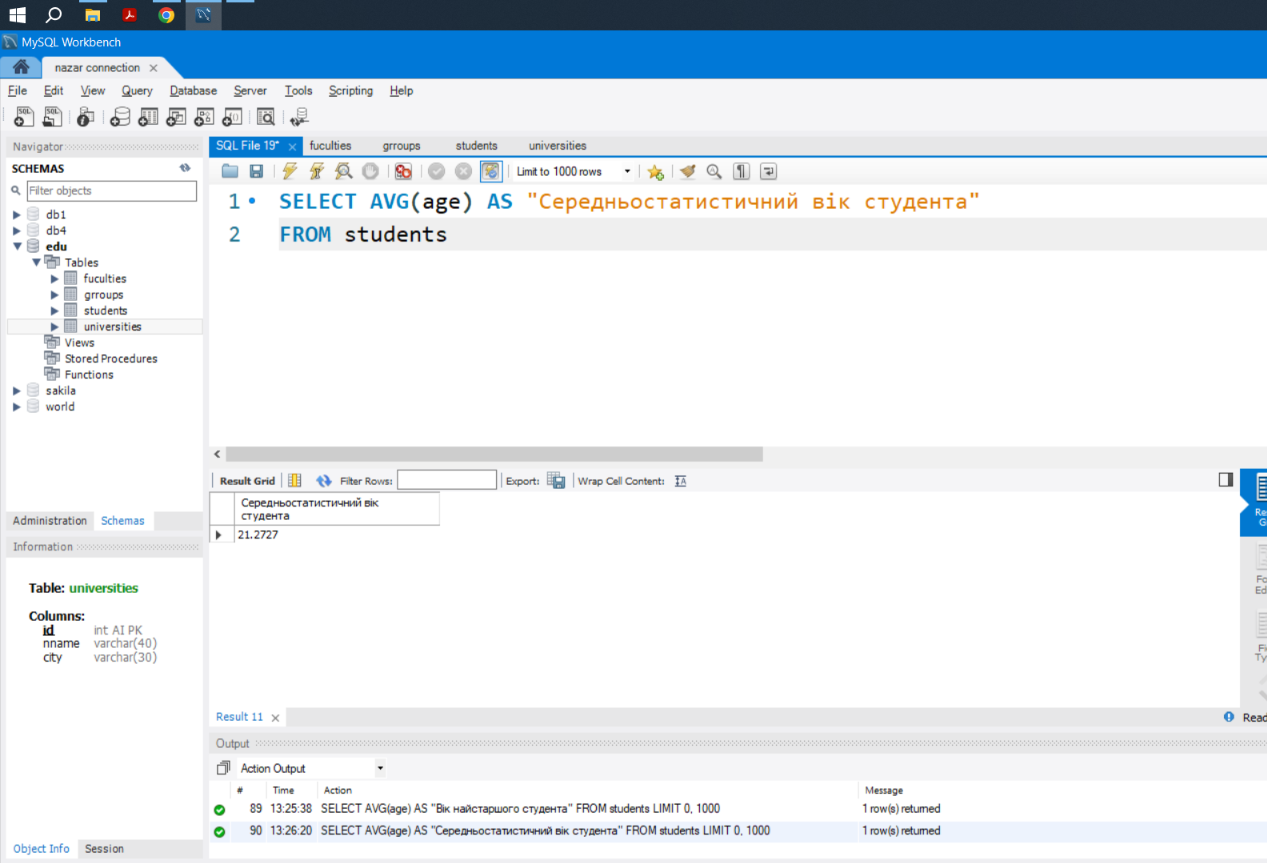 MySQL Workbench
nazar connection
File Edit View Query Database Server Tools Scripting Help
Navigator
SCHEMAS
Filter objects
db1
db4
edu
Tables
fuculties
grroups
students
universities
Views
Stored Procedures
Functions
sakila
world
Administration Schemas
Information
Table: universities
Columns:
id int AI PK
nname varchar(40)
city varchar(30)
Object Info Session
SQL File 19* fuculties grroups students universities
Limit to 1000 rows
1 SELECT AVG(age) AS "Середньостатистичний вік студента"
2 FROM students
Result Grid Filter Rows: Export: Wrap Cell Content:
Середньостатистичний вік
студента
21.2727
Result 11
Output
Action Output
# Time Action Message
89 13:25:38 SELECT AVG(age) AS "Вік найстаршого студента" FROM students LIMIT 0, 1000 1 row(s) returned
90 13:26:20 SELECT AVG(age) AS "Середньостатистичний вік студента" FROM students LIMIT 0, 1000 1 row(s) returned